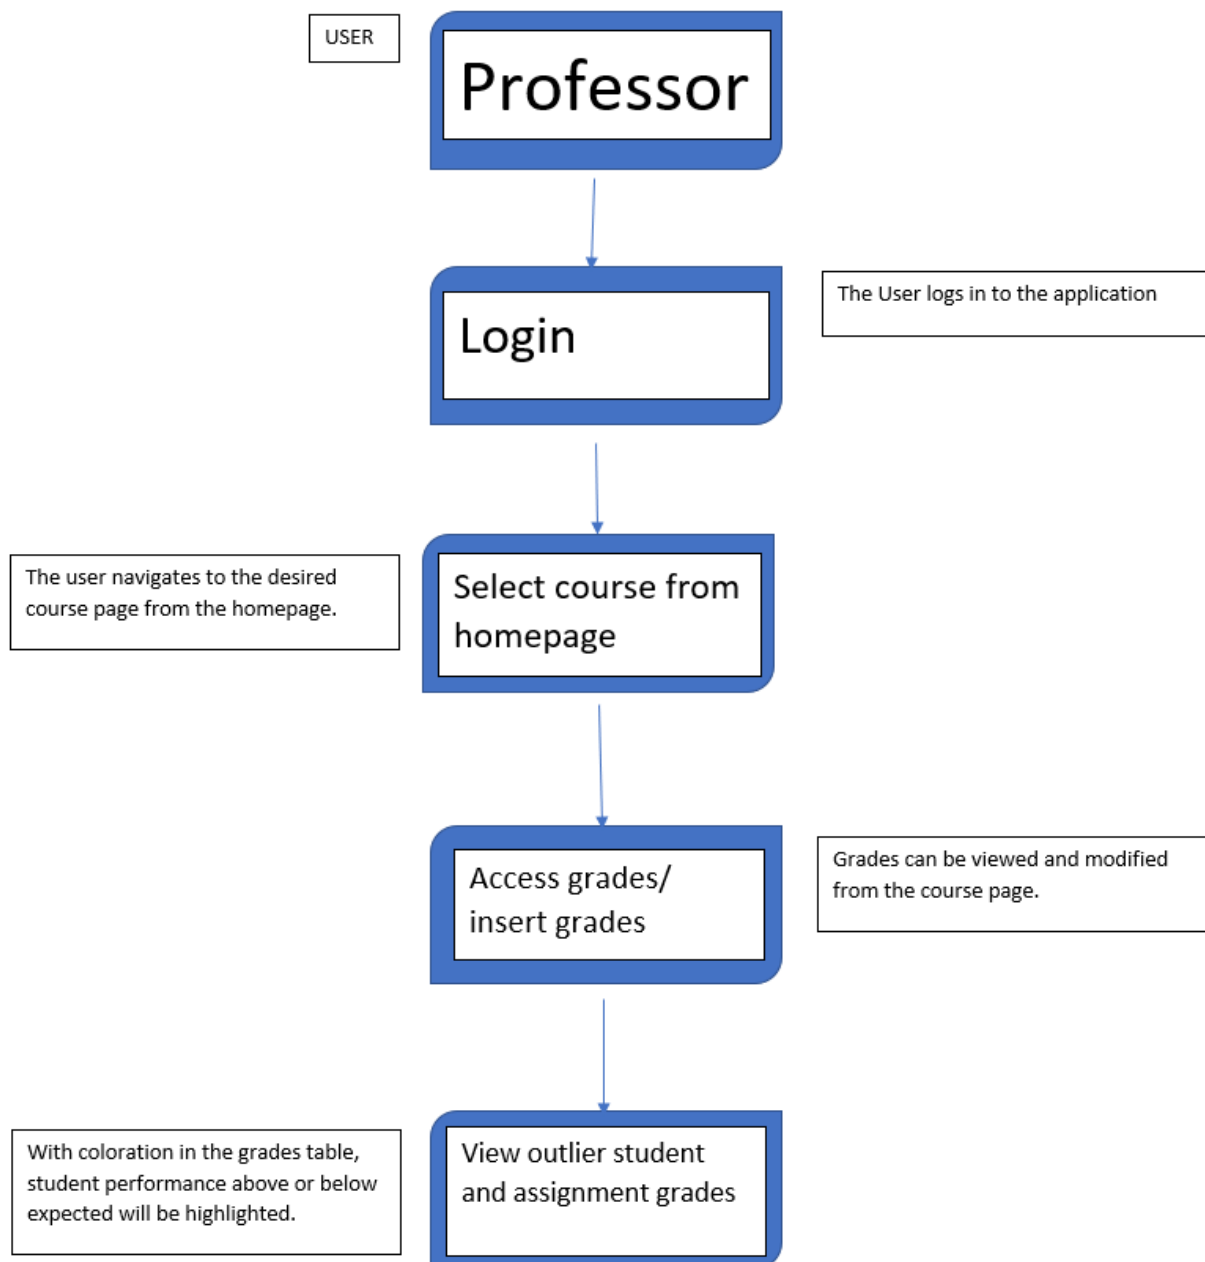 USER
Professor
Login
The User logs in to the application
The user navigates to the desired
course page from the homepage.
Select course from
homepage
Access grades/
insert grades
Grades can be viewed and modified
from the course page.
With coloration in the grades table,
student performance above or below
expected will be highlighted.
View outlier student
and assignment grades